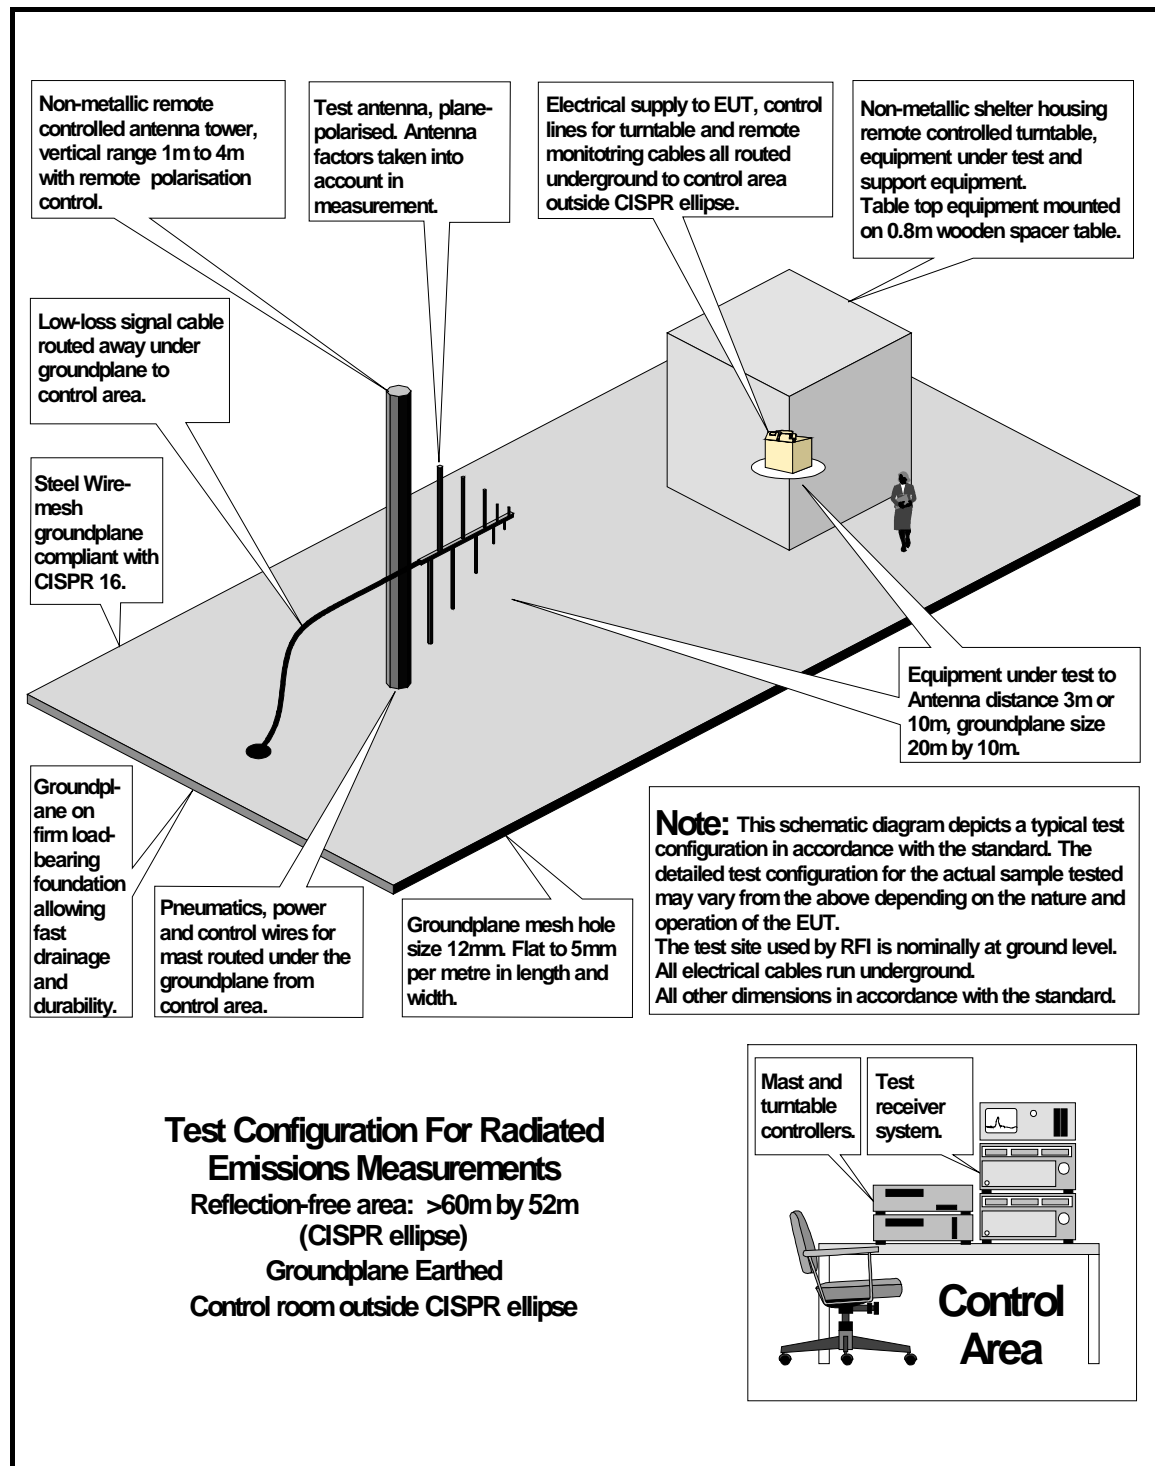 Non-metallic remote
controlled antenna tower,
vertical range 1m to 4m
with remote polarisation
control.
Test antenna, plane-
polarised. Antenna
factors taken into
account in
measurement.
Electrical supply to EUT, control
lines for turntable and remote
monitotring cables all routed
underground to control area
outside CISPR ellipse.
Non-metallic shelter housing
remote controlled turntable,
equipment under test and
support equipment.
Table top equipment mounted
on 0.8m wooden spacer table.
Low-loss signal cable
routed away under
groundplane to
control area.
Steel Wire-
mesh
groundplane
compliant with
CISPR 16.
Equipment under test to
Antenna distance 3m or
10m, groundplane size
20m by 10m.
Groundpl-
ane on
firm load-
bearing
foundation
allowing
fast
drainage
and
durability.
Pneumatics, power
and control wires for
mast routed under the
groundplane from
control area.
Groundplane mesh hole
size 12mm. Flat to 5mm
per metre in length and
width.
Note: This schematic diagram depicts a typical test
configuration in accordance with the standard. The
detailed test configuration for the actual sample tested
may vary from the above depending on the nature and
operation of the EUT.
The test site used by RFI is nominally at ground level.
All electrical cables run underground.
All other dimensions in accordance with the standard.
Test Configuration For Radiated
Emissions Measurements
Reflection-free area: >60m by 52m
(CISPR ellipse)
Groundplane Earthed
Control room outside CISPR ellipse
Mast and
turntable
controllers.
Test
receiver
system.
Control
Area